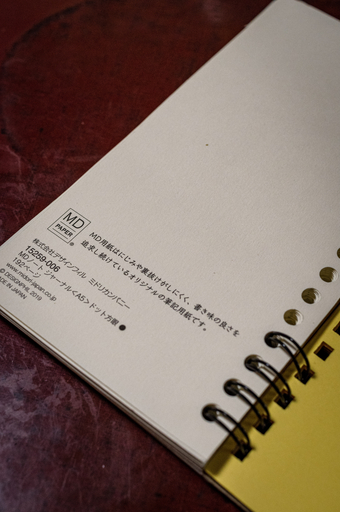 MD
PAPER
®
MD用紙はにじみや裏抜けがしにくく、書き味の良さを
追求し続けているオリジナルの筆記用紙です。
株式会社デザインフィル ミドリカンパニー
15259-006
MDノート ジャーナル<A5>ドット方眼●
192ページ
www.midori-japan.co.jp
© DESIGNPHIL 2019
MADE IN JAPAN